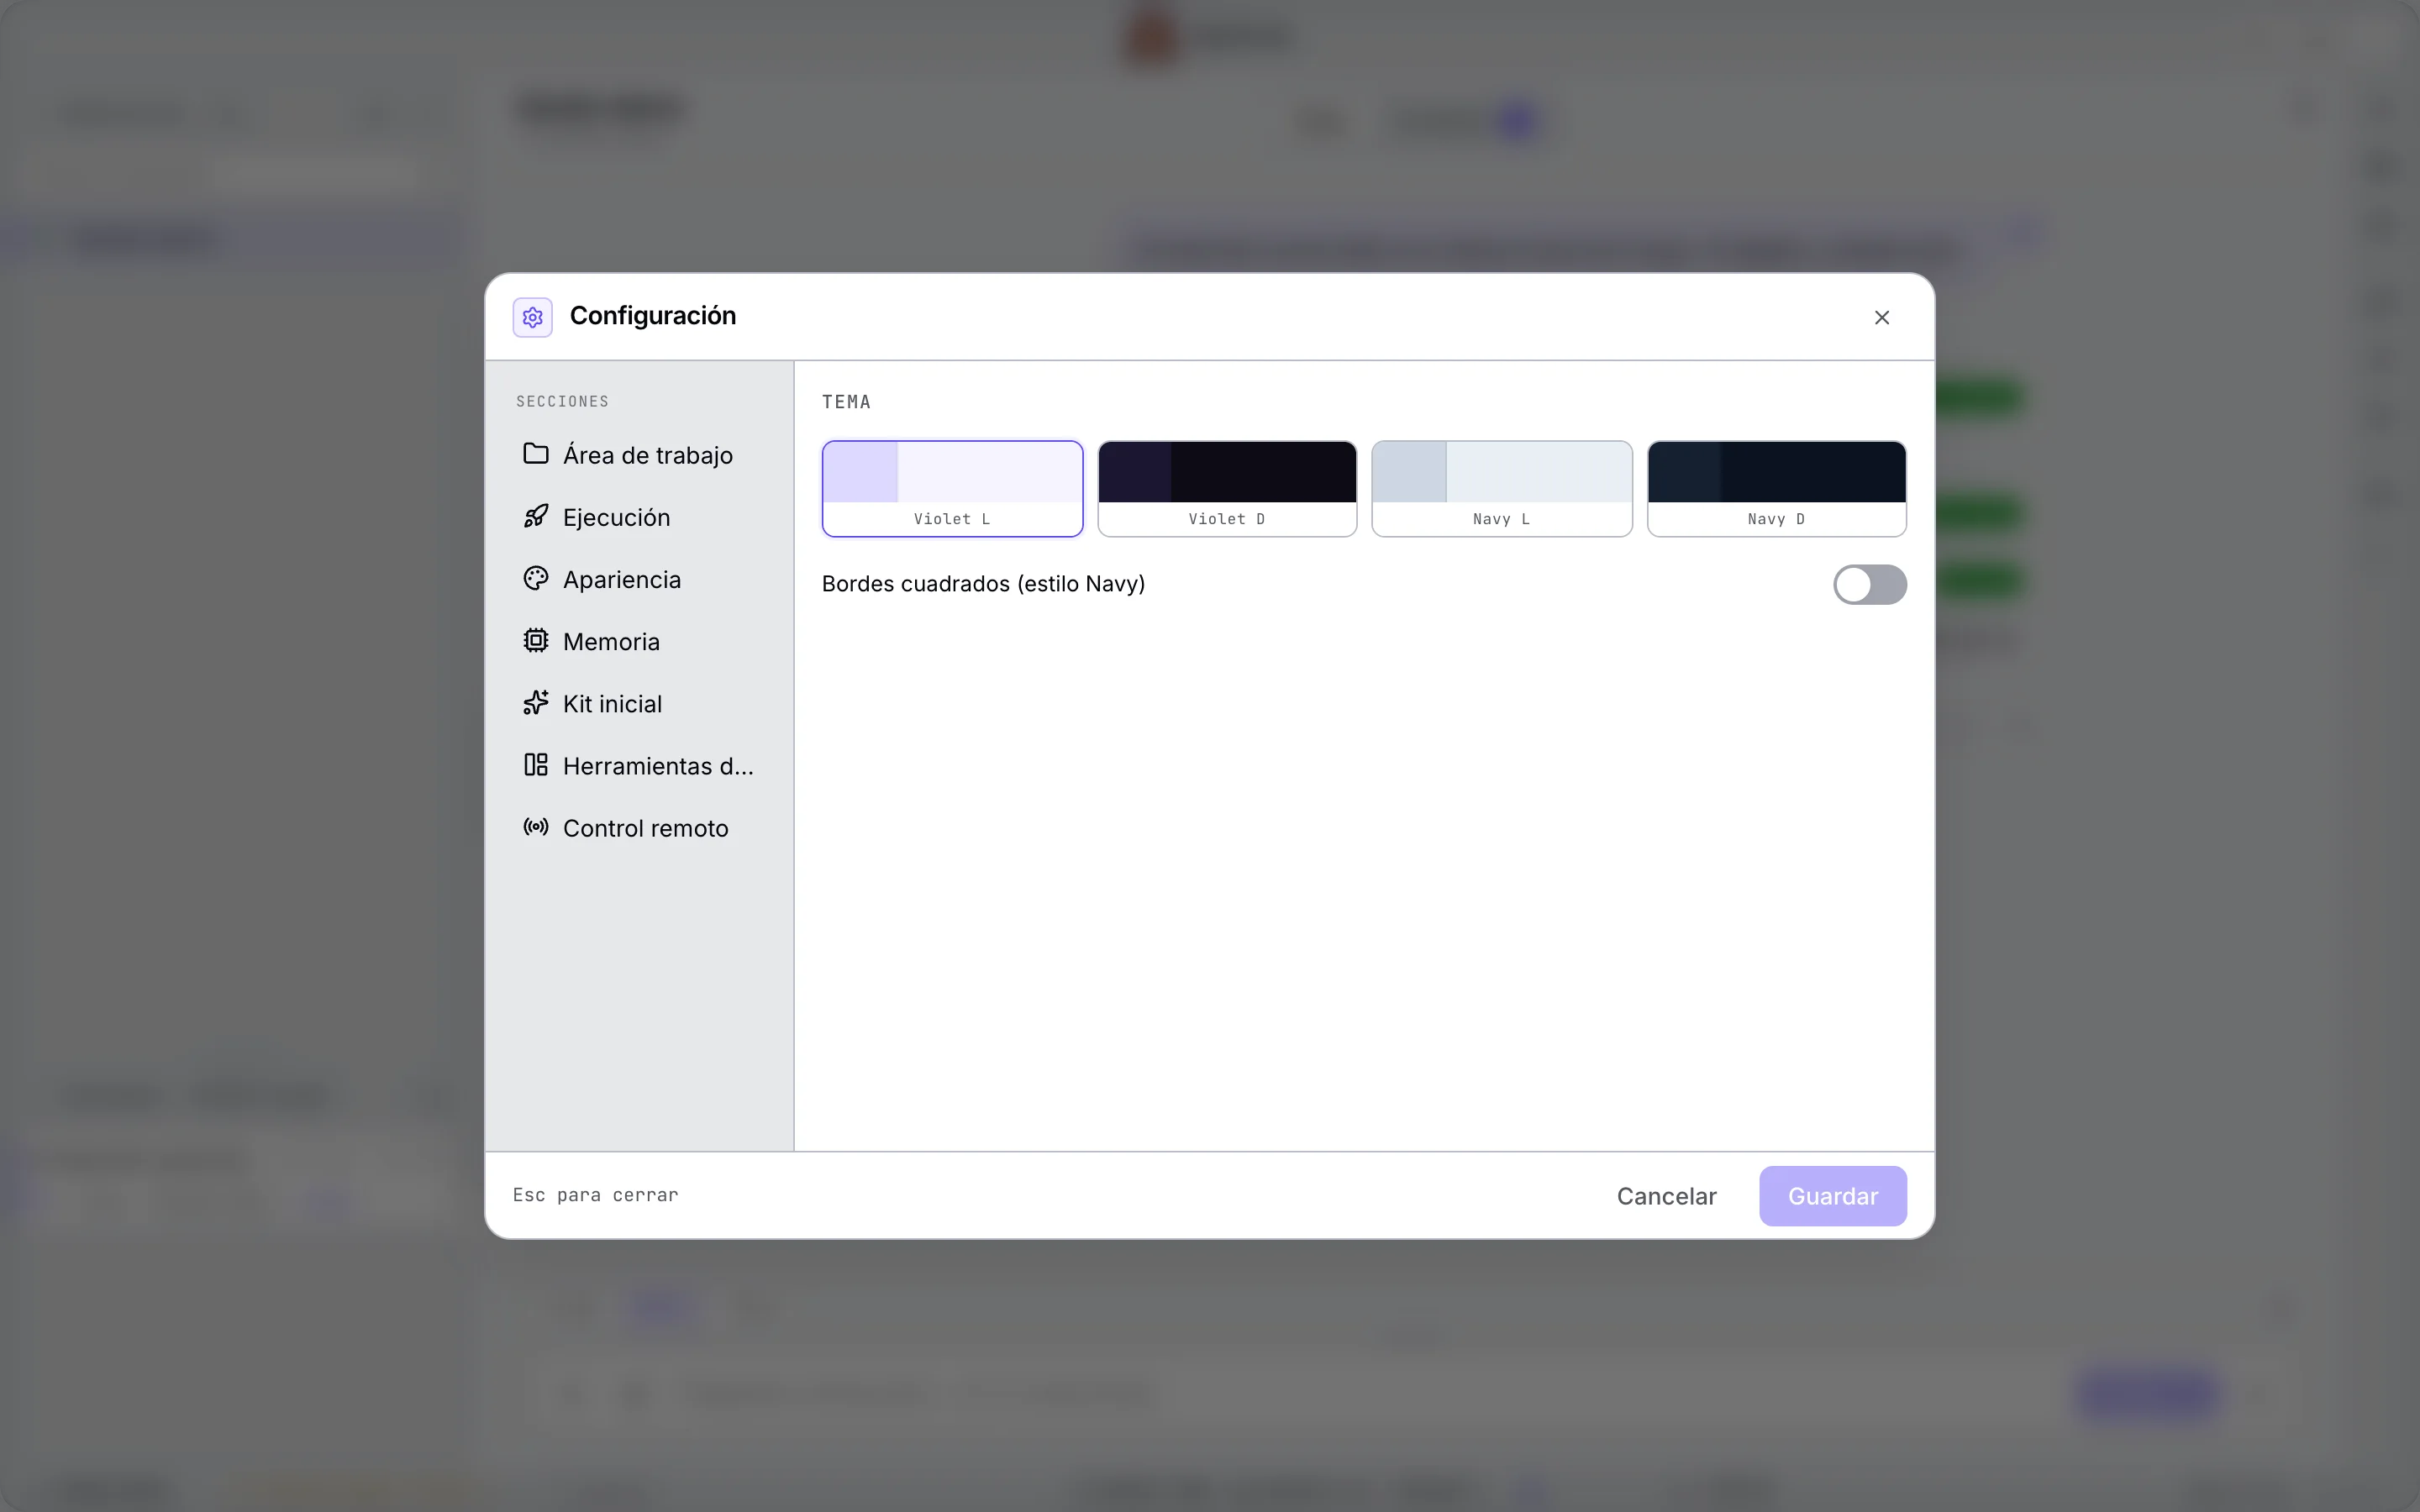 Configuración
SECCIONES
Área de trabajo
Ejecución
Apariencia
Memoria
Kit inicial
Herramientas d...
Control remoto
TEMA
Violet L
Violet D
Navy L
Navy D
Bordes cuadrados (estilo Navy)
Esc para cerrar
Cancelar
Guardar